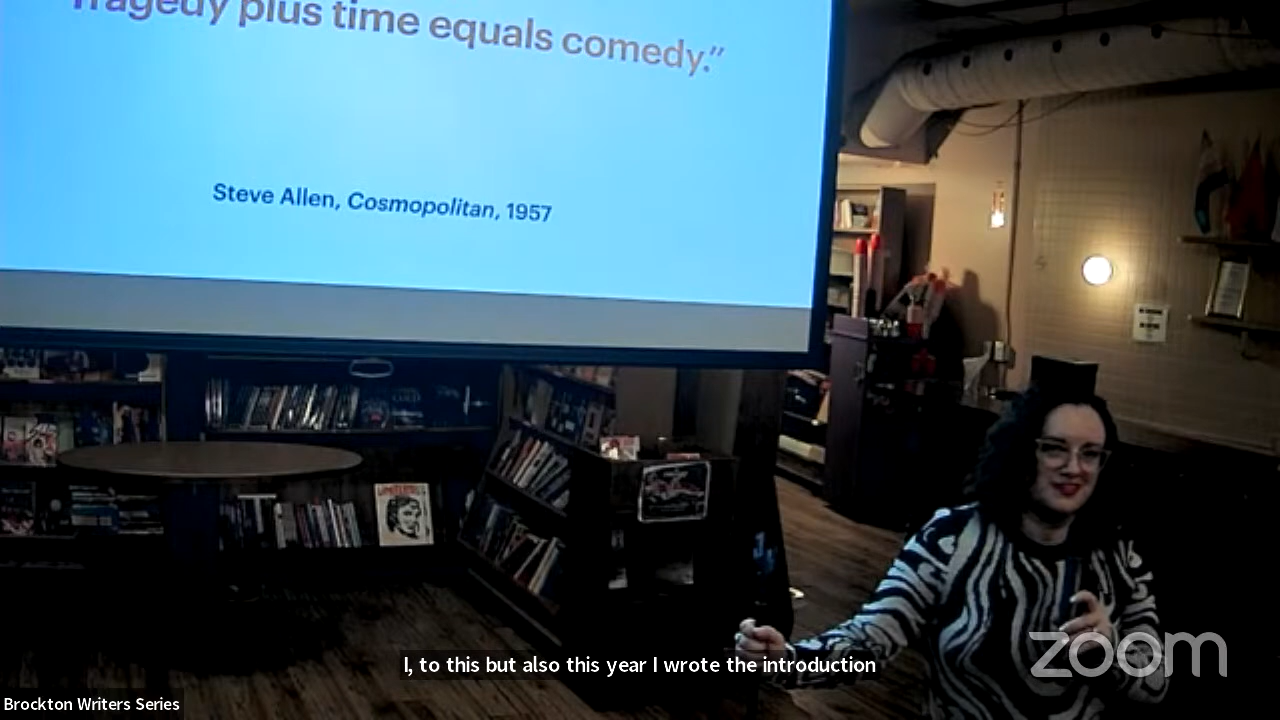 Tragedy plus time equals comedy.”
Steve Allen, Cosmopolitan, 1957
I, to this but also this year I wrote the introduction
zoom
Brockton Writers Series